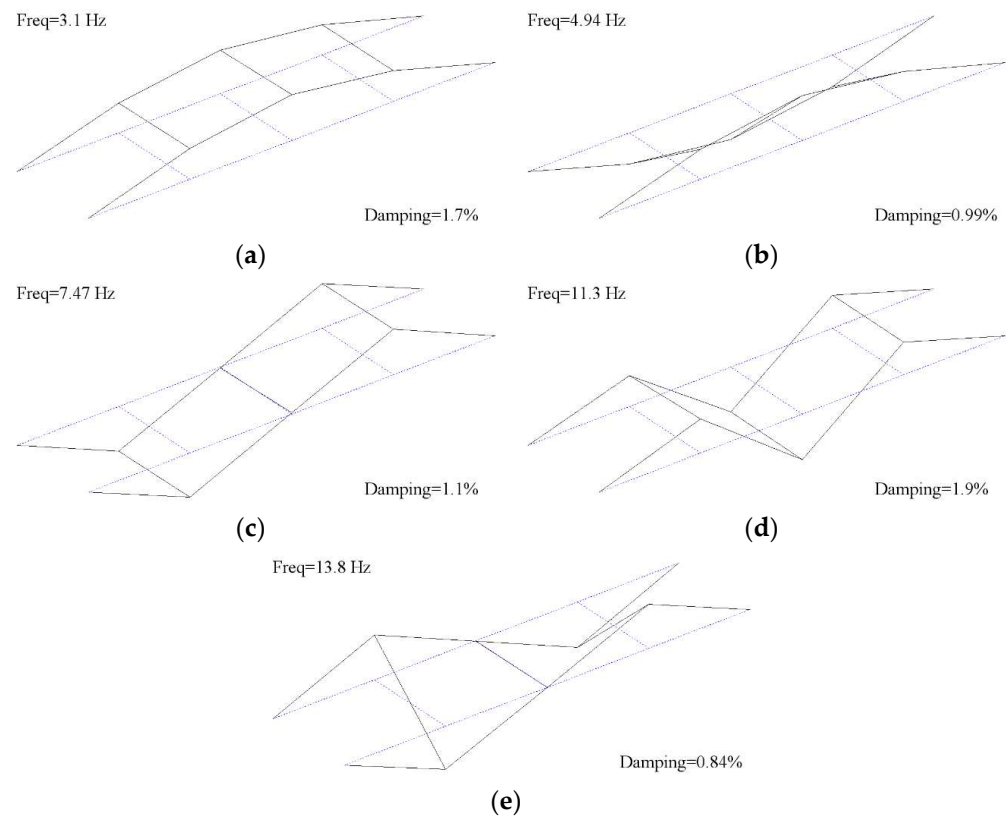 Freq=3.1 Hz
Damping=1.7%
(a)
Freq=4.94 Hz
Damping=0.99%
(b)
Freq=7.47 Hz
Damping=1.1%
(c)
Freq=11.3 Hz
Damping=1.9%
(d)
Freq=13.8 Hz
Damping=0.84%
(e)